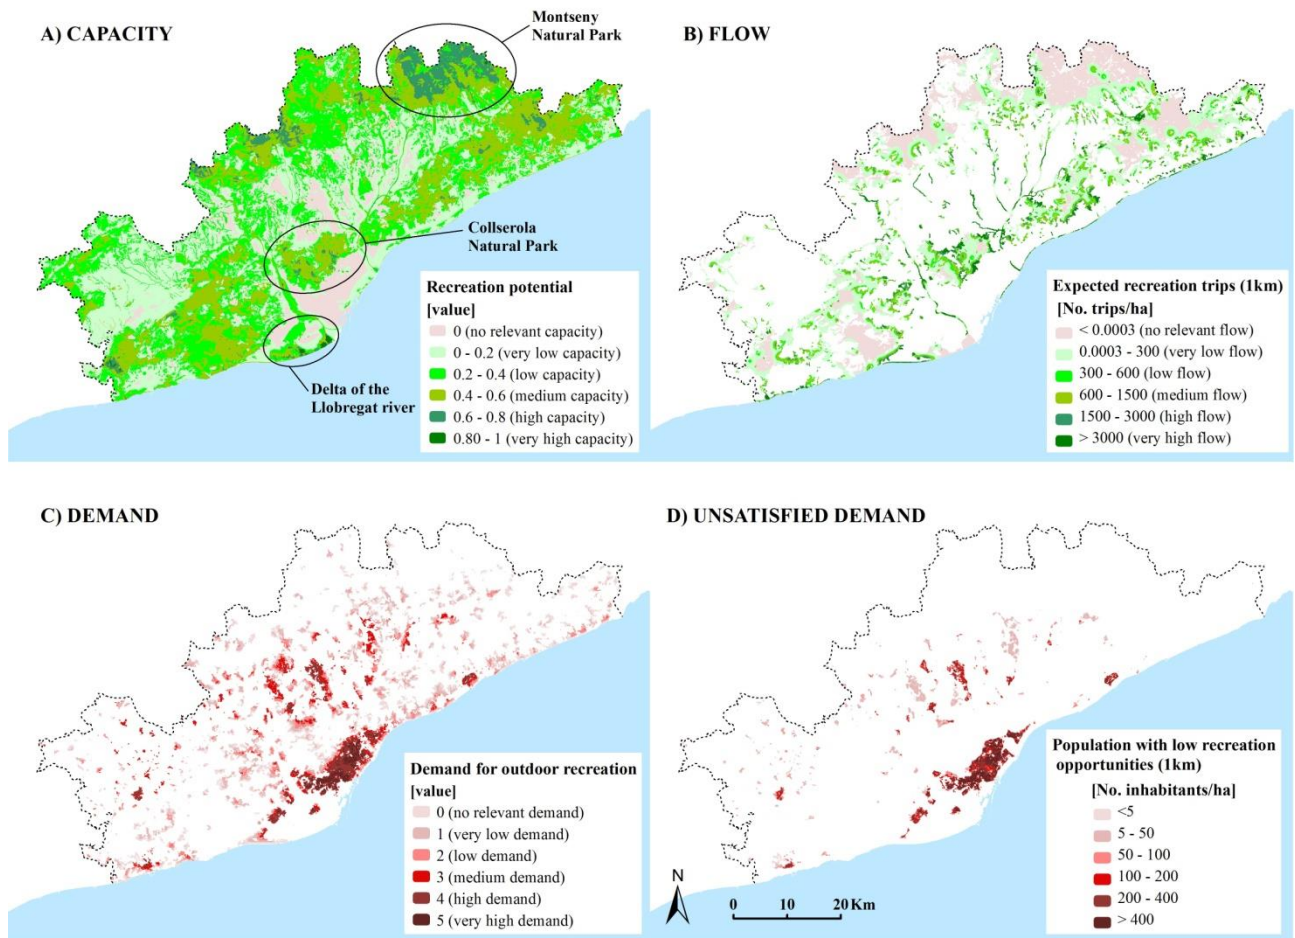 A) CAPACITY
Montseny
Natural Park
Collserola
Natural Park
Delta of the
Llobregat river
Recreation potential
[value]
0 (no relevant capacity)
0 - 0.2 (very low capacity)
0.2 - 0.4 (low capacity)
0.4 - 0.6 (medium capacity)
0.6 - 0.8 (high capacity)
0.80 - 1 (very high capacity)
B) FLOW
Expected recreation trips (1km)
[No. trips/ha]
< 0.0003 (no relevant flow)
0.0003 - 300 (very low flow)
300 - 600 (low flow)
600 - 1500 (medium flow)
1500 - 3000 (high flow)
> 3000 (very high flow)
C) DEMAND
Demand for outdoor recreation
[value]
0 (no relevant demand)
1 (very low demand)
2 (low demand)
3 (medium demand)
4 (high demand)
5 (very high demand)
D) UNSATISFIED DEMAND
Population with low recreation
opportunities (1km)
[No. inhabitants/ha]
<5
5 - 50
50 - 100
100 - 200
200 - 400
> 400
N
0 10 20 Km